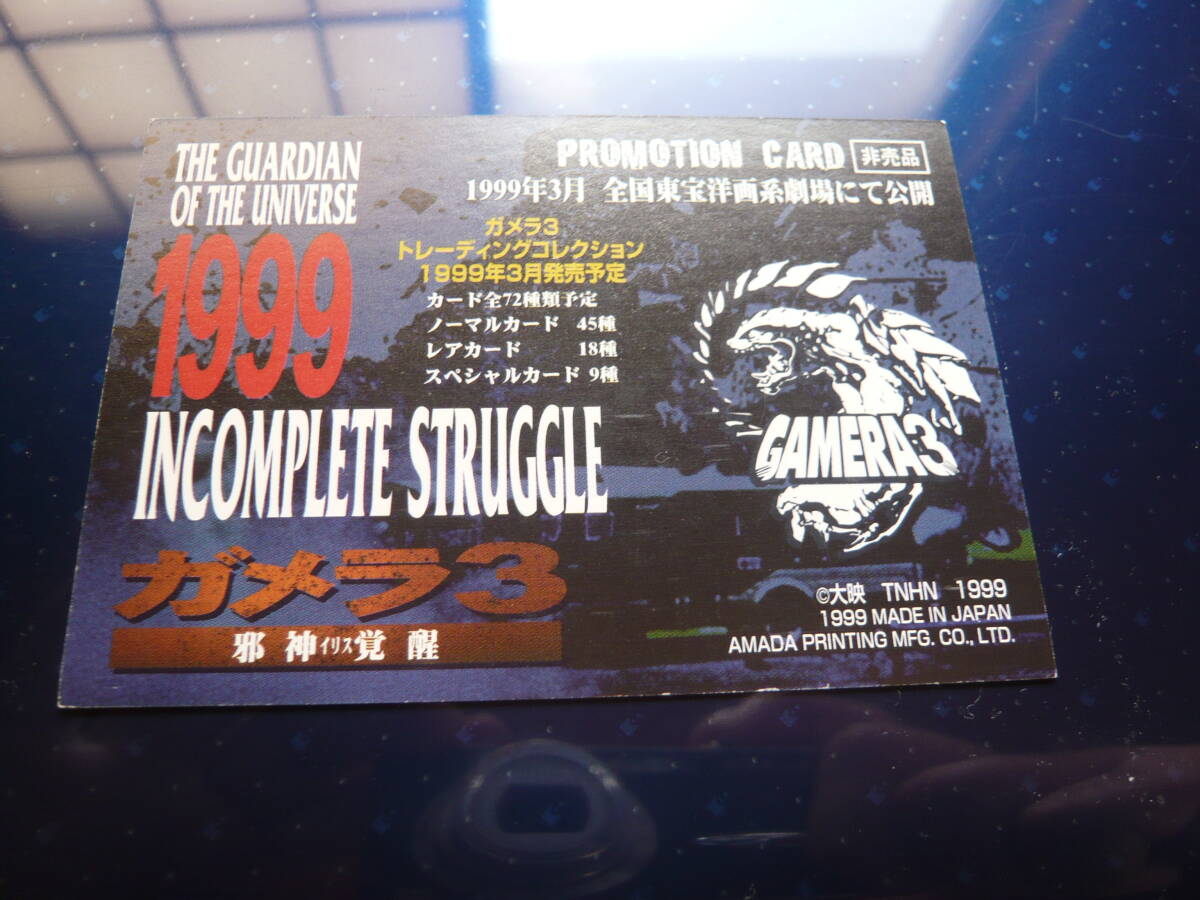 THE GUARDIAN
OF THE UNIVERSE
1999
INCOMPLETE STRUGGLE
ガメラ3
邪神イリス覚醒
PROMOTION CARD 非売品
1999年3月 全国東宝洋画系劇場にて公開
ガメラ3
トレーディングコレクション
1999年3月発売予定
カード全72種類予定
ノーマルカード 45種
レアカード 18種
スペシャルカード 9種
GAMERA3
©大映 TNHN 1999
1999 MADE IN JAPAN
AMADA PRINTING MFG. CO., LTD.